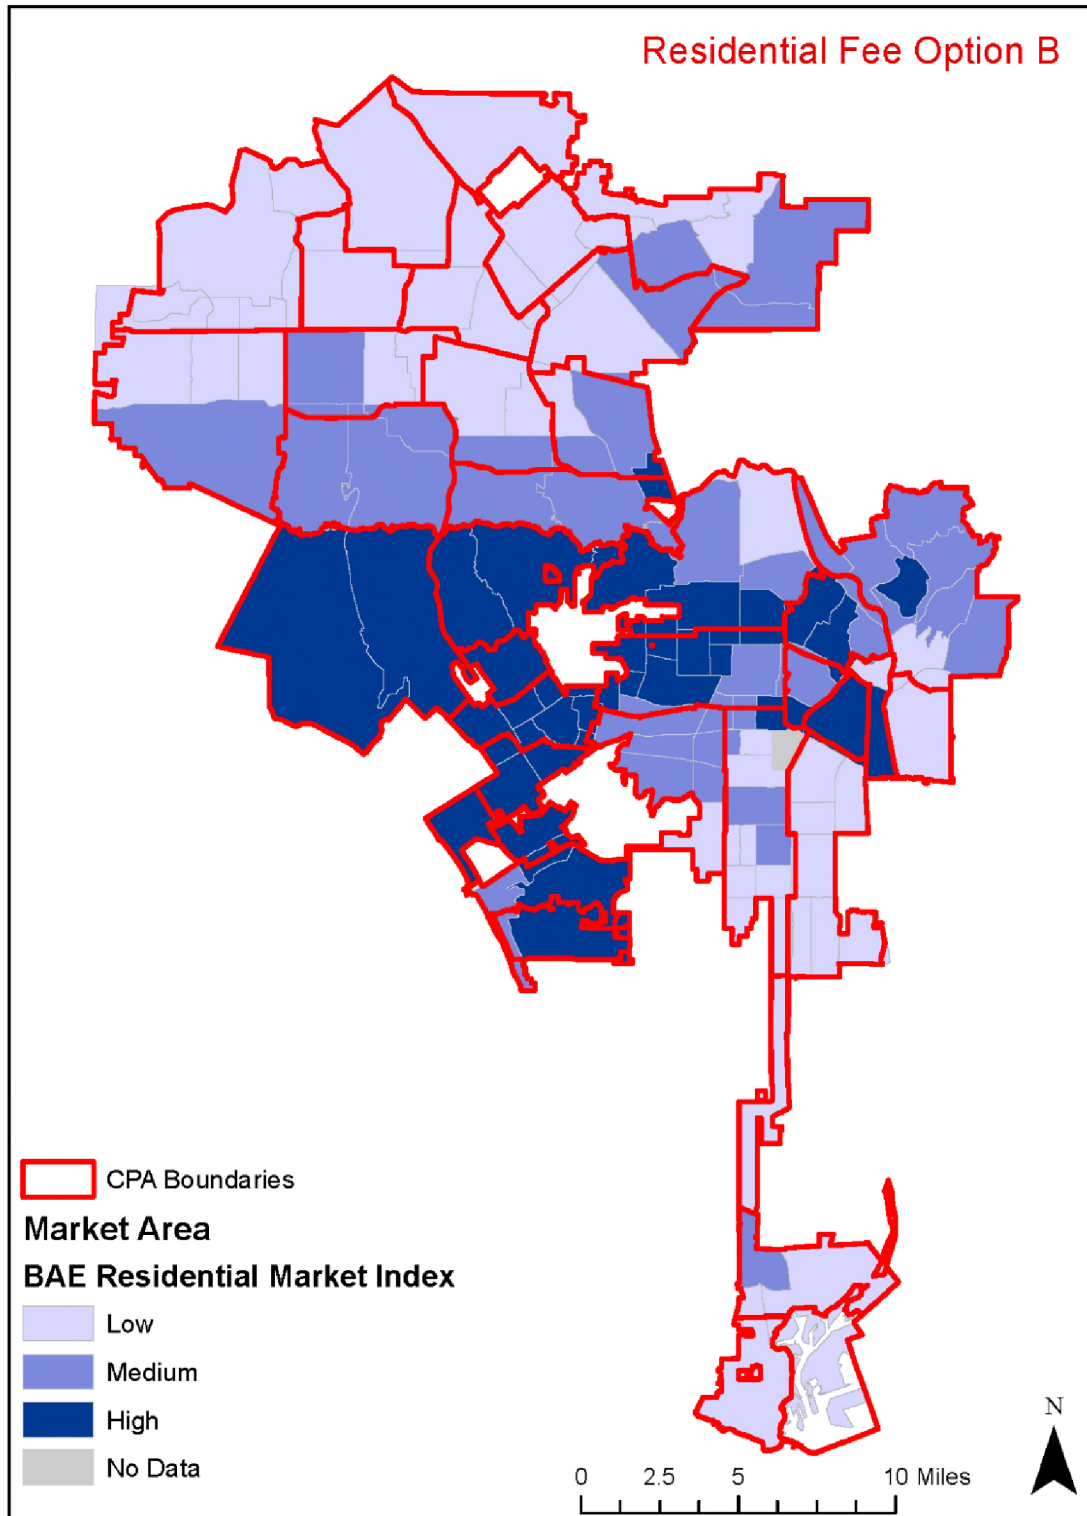 Residential Fee Option B
CPA Boundaries
Market Area
BAE Residential Market Index
Low
Medium
High
No Data
N
0 2.5 5 10 Miles